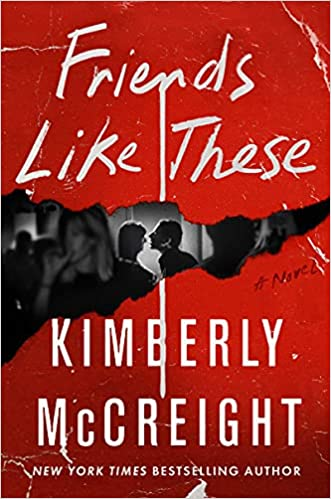 Friends
Like These
A Novel
KIMBERLY
McCREIGHT
NEW YORK TIMES BESTSELLING AUTHOR